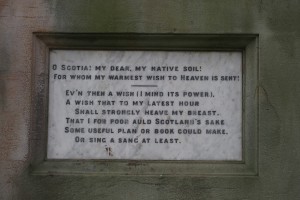 O Scotia! my dear, my native soil!
For whom my warmest wish to Heaven is sent!
Ev'n then a wish (I mind its power),
A wish that to my latest hour
Shall strongly heave my breast.
That I for poor auld Scotland's sake
Some useful plan or book could make,
Or sing a sang at least.